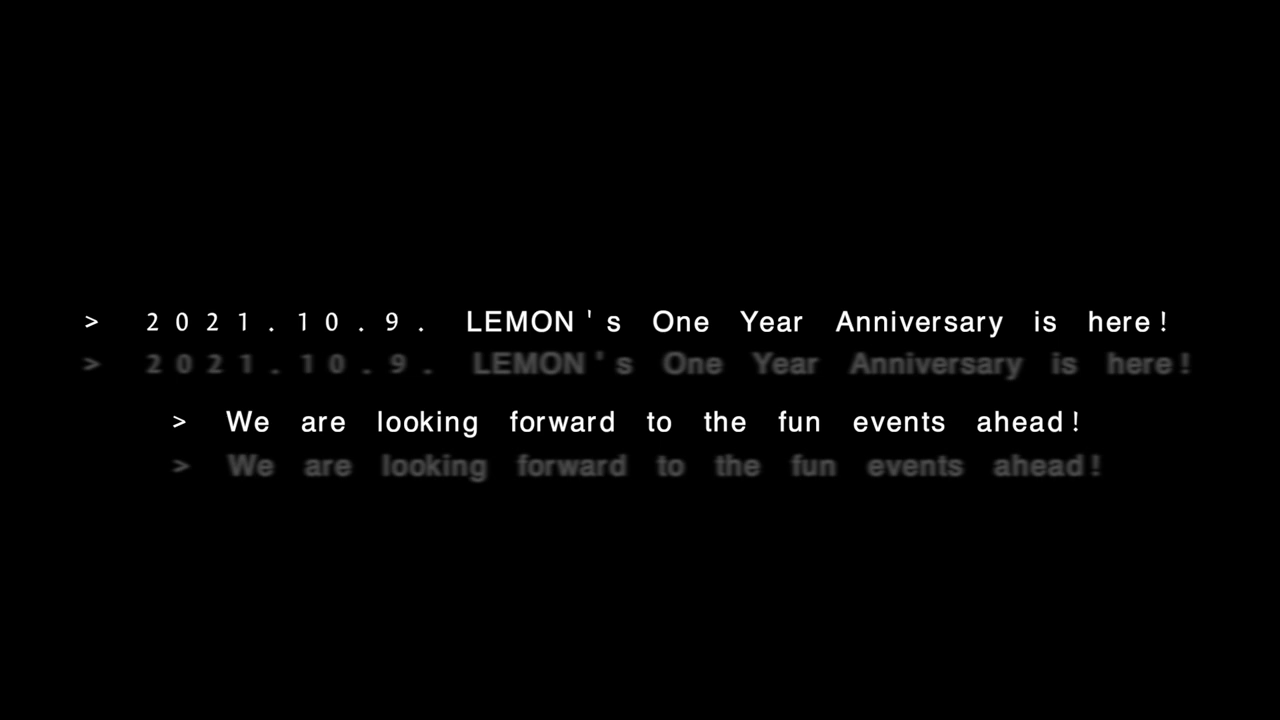 > 2021.10.9. LEMON's One Year Anniversary is here!
> 2021.10.9. LEMON's One Year Anniversary is here!
> We are looking forward to the fun events ahead!
> We are looking forward to the fun events ahead!